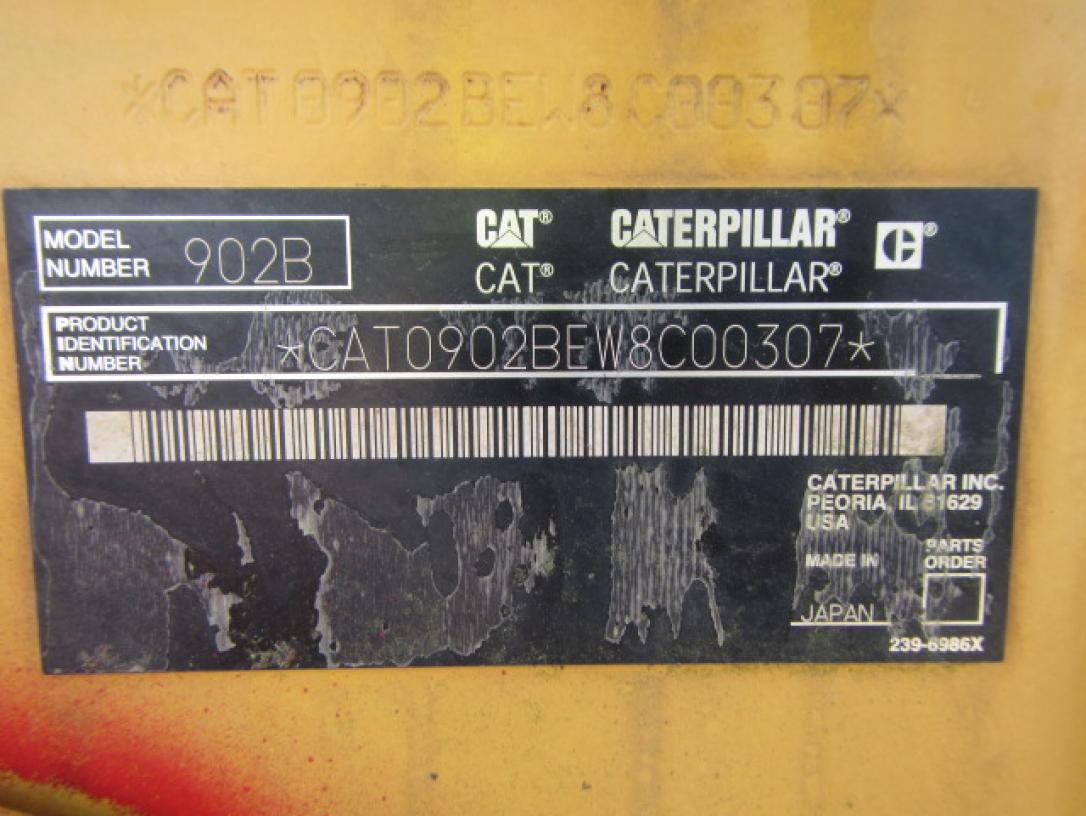 *CAT0902BEW8C00307*
MODEL NUMBER 902B
CAT® CATERPILLAR® C®
CAT® CATERPILLAR®
PRODUCT
IDENTIFICATION
NUMBER
*CAT0902BEW8C00307*
CATERPILLAR INC.
PEORIA, IL 61629
USA
MADE IN
JAPAN
PARTS
ORDER
239-6986X